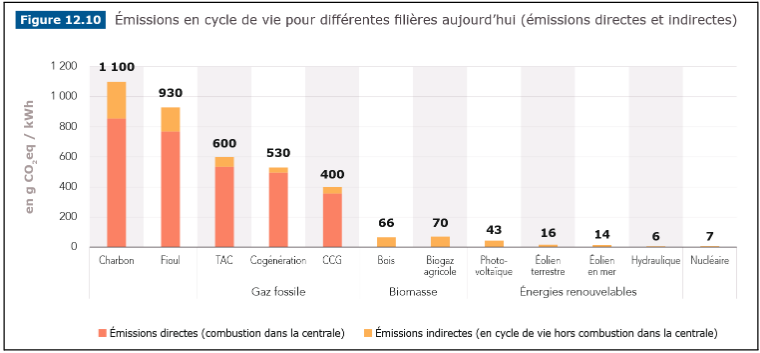 Figure 12.10 Émissions en cycle de vie pour différentes filières aujourd'hui (émissions directes et indirectes)
en g CO2eq / kWh
1 200
1 000
800
600
400
200
0
1 100
930
600
530
400
66
70
43
16
14
6
7
Charbon
Fioul
TAC
Cogénération
CCG
Bois
Biogaz
agricole
Photo-
voltaïque
Éolien
terrestre
Éolien
en mer
Hydraulique
Nucléaire
Gaz fossile
Biomasse
Énergies renouvelables
Émissions directes (combustion dans la centrale)
Émissions indirectes (en cycle de vie hors combustion dans la centrale)